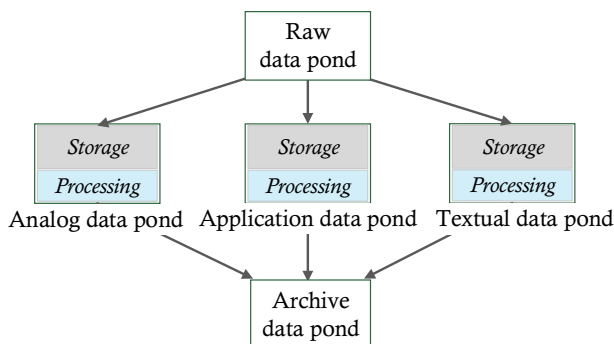 Raw
data pond
Storage
Storage
Storage
Processing
Processing
Processing
Analog data pond
Application data pond
Textual data pond
Archive
data pond